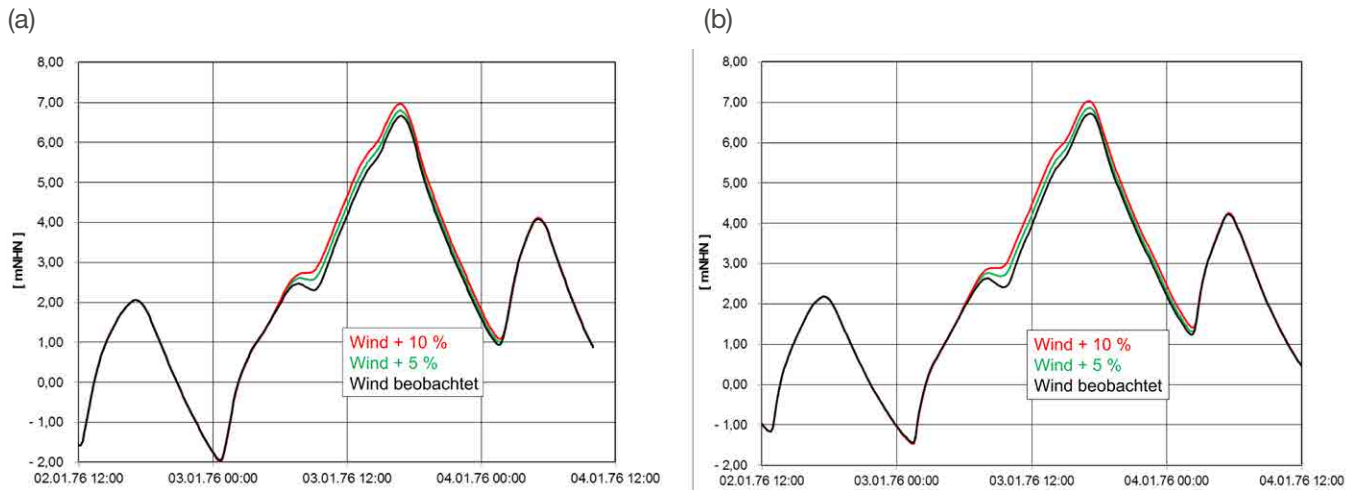 (a)
8,00
7,00
6,00
5,00
4,00
3,00
2,00
1,00
0,00
- 1,00
- 2,00
[ mNHN ]
Wind + 10 %
Wind + 5 %
Wind beobachtet
02.01.76 12:00 03.01.76 00:00 03.01.76 12:00 04.01.76 00:00 04.01.76 12:00
(b)
8,00
7,00
6,00
5,00
4,00
3,00
2,00
1,00
0,00
-1,00
-2,00
[ mNHN ]
Wind + 10 %
Wind + 5 %
Wind beobachtet
02.01.76 12:00 03.01.76 00:00 03.01.76 12:00 04.01.76 00:00 04.01.76 12:00